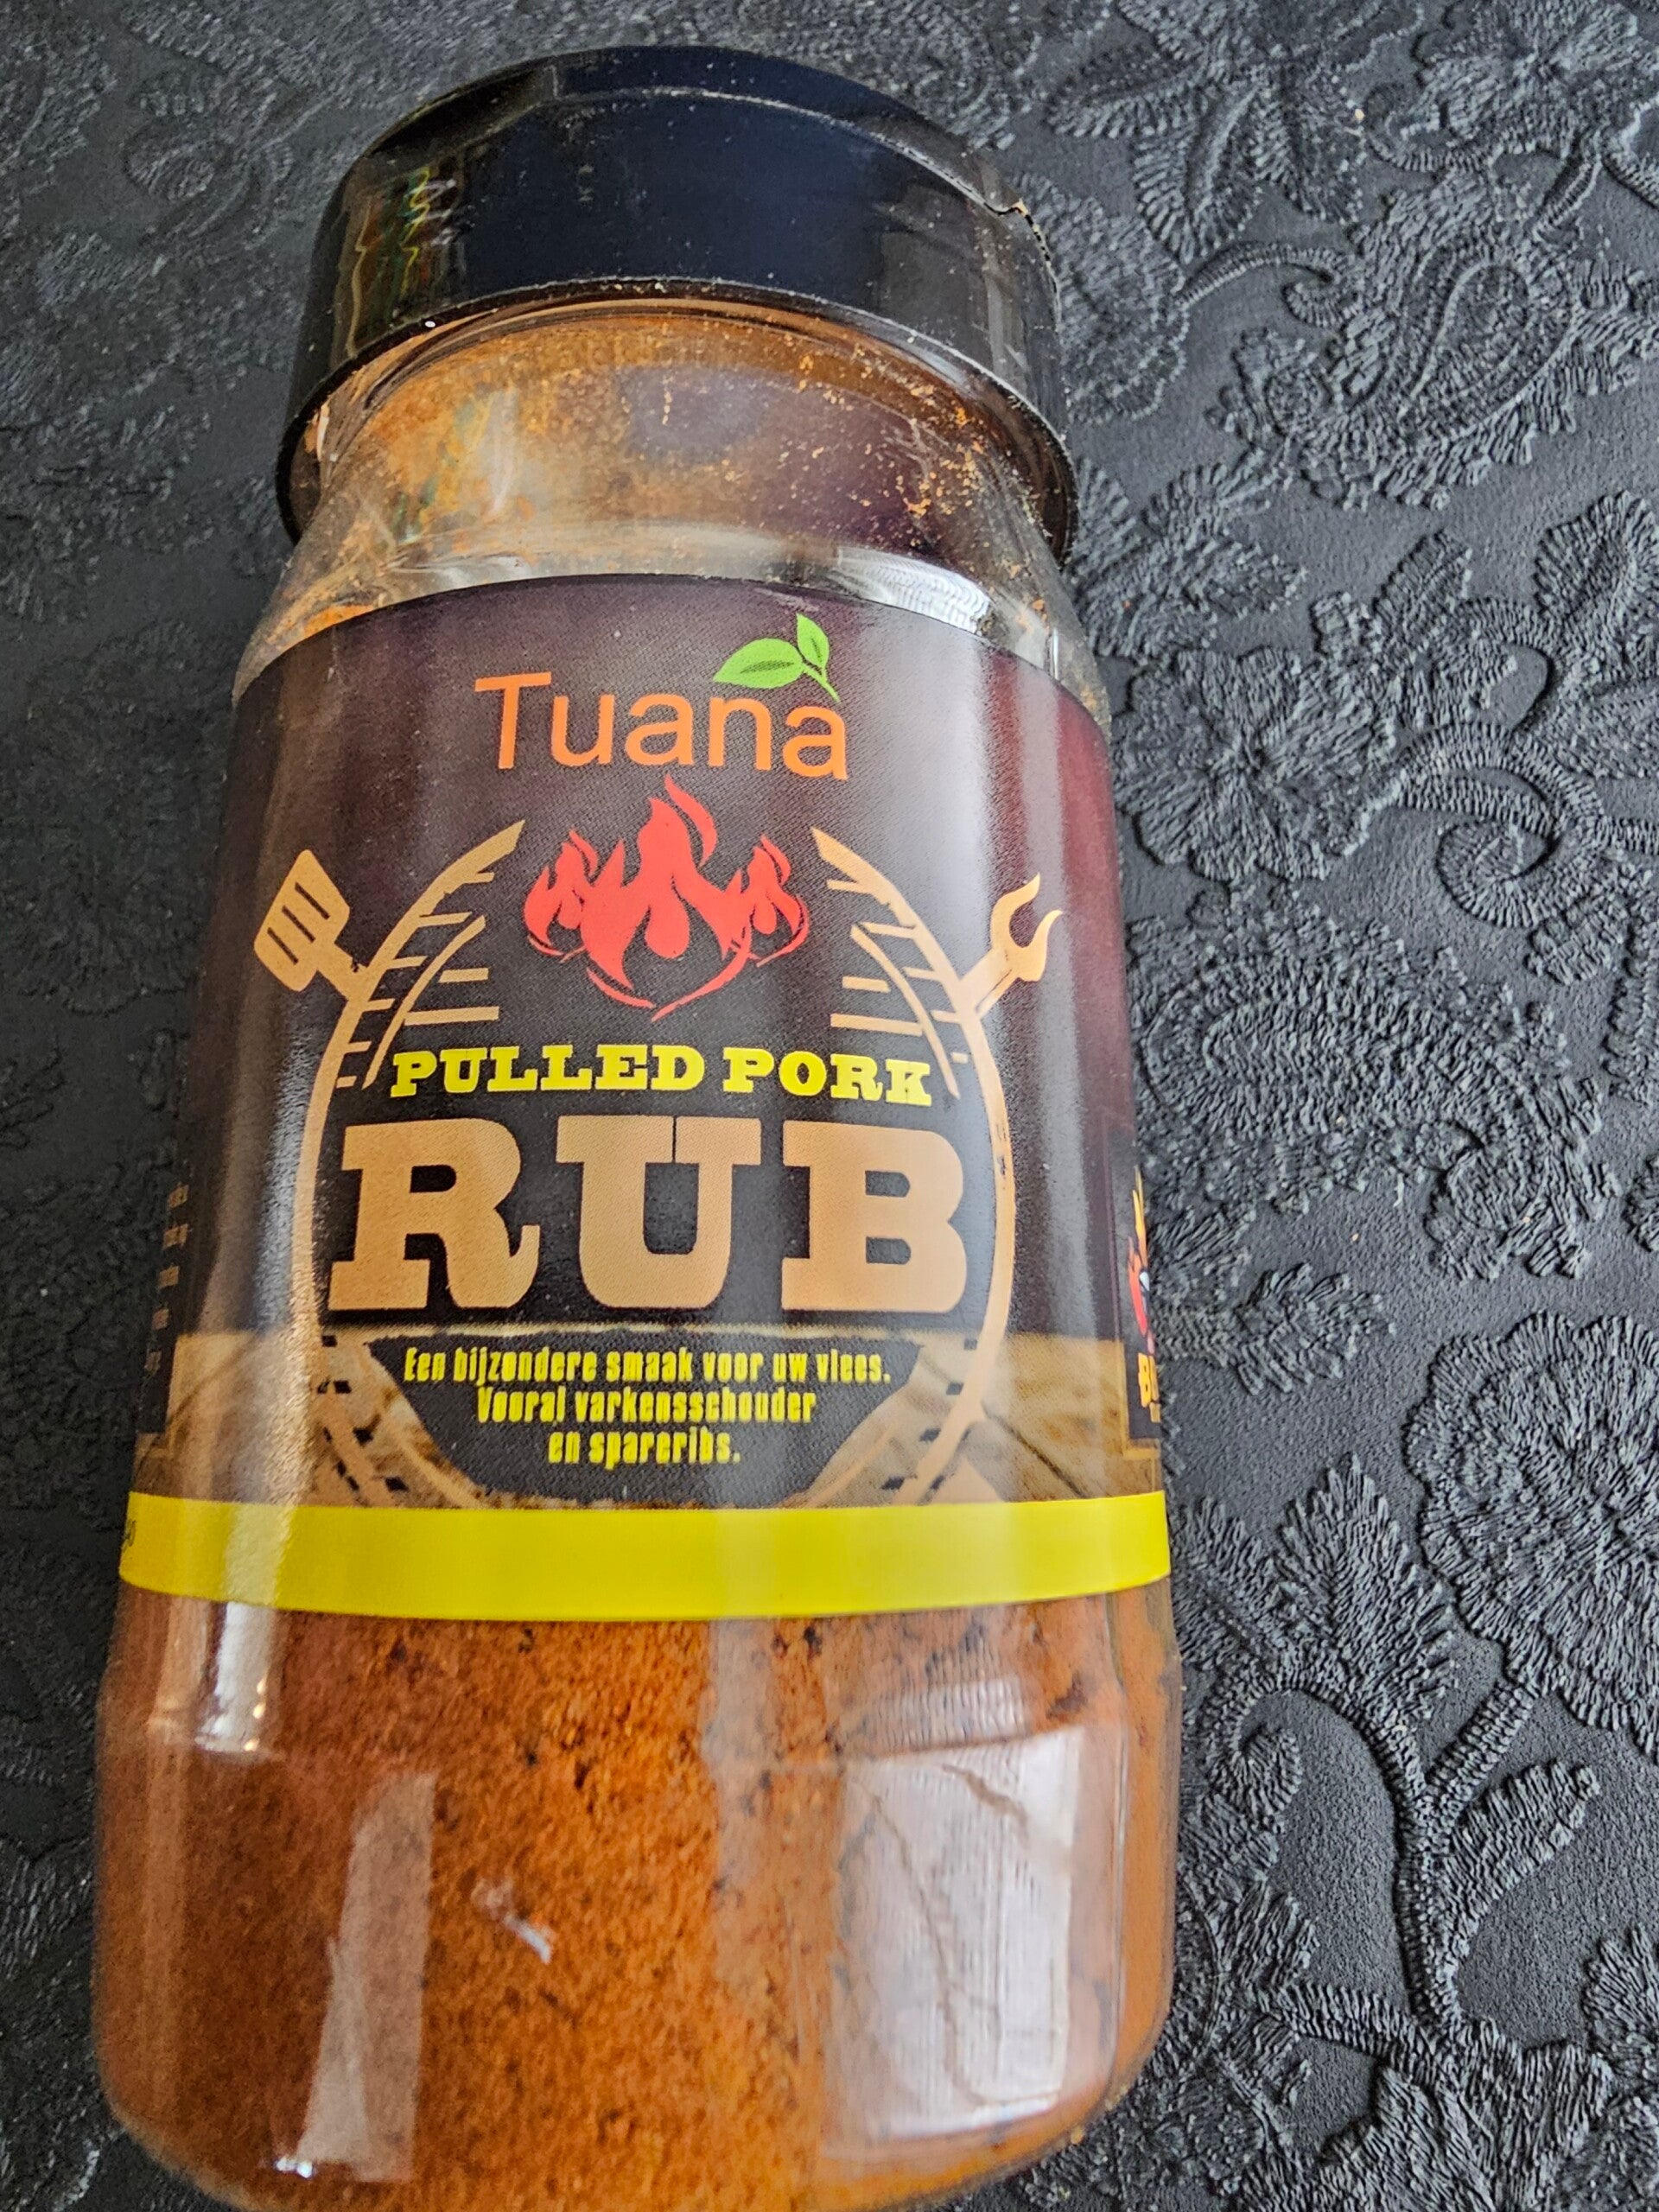 Tuana
PULLED PORK
RUB
Een bijzondere smaak voor uw vlees.
Vooral varkensschouder
en spareribs.